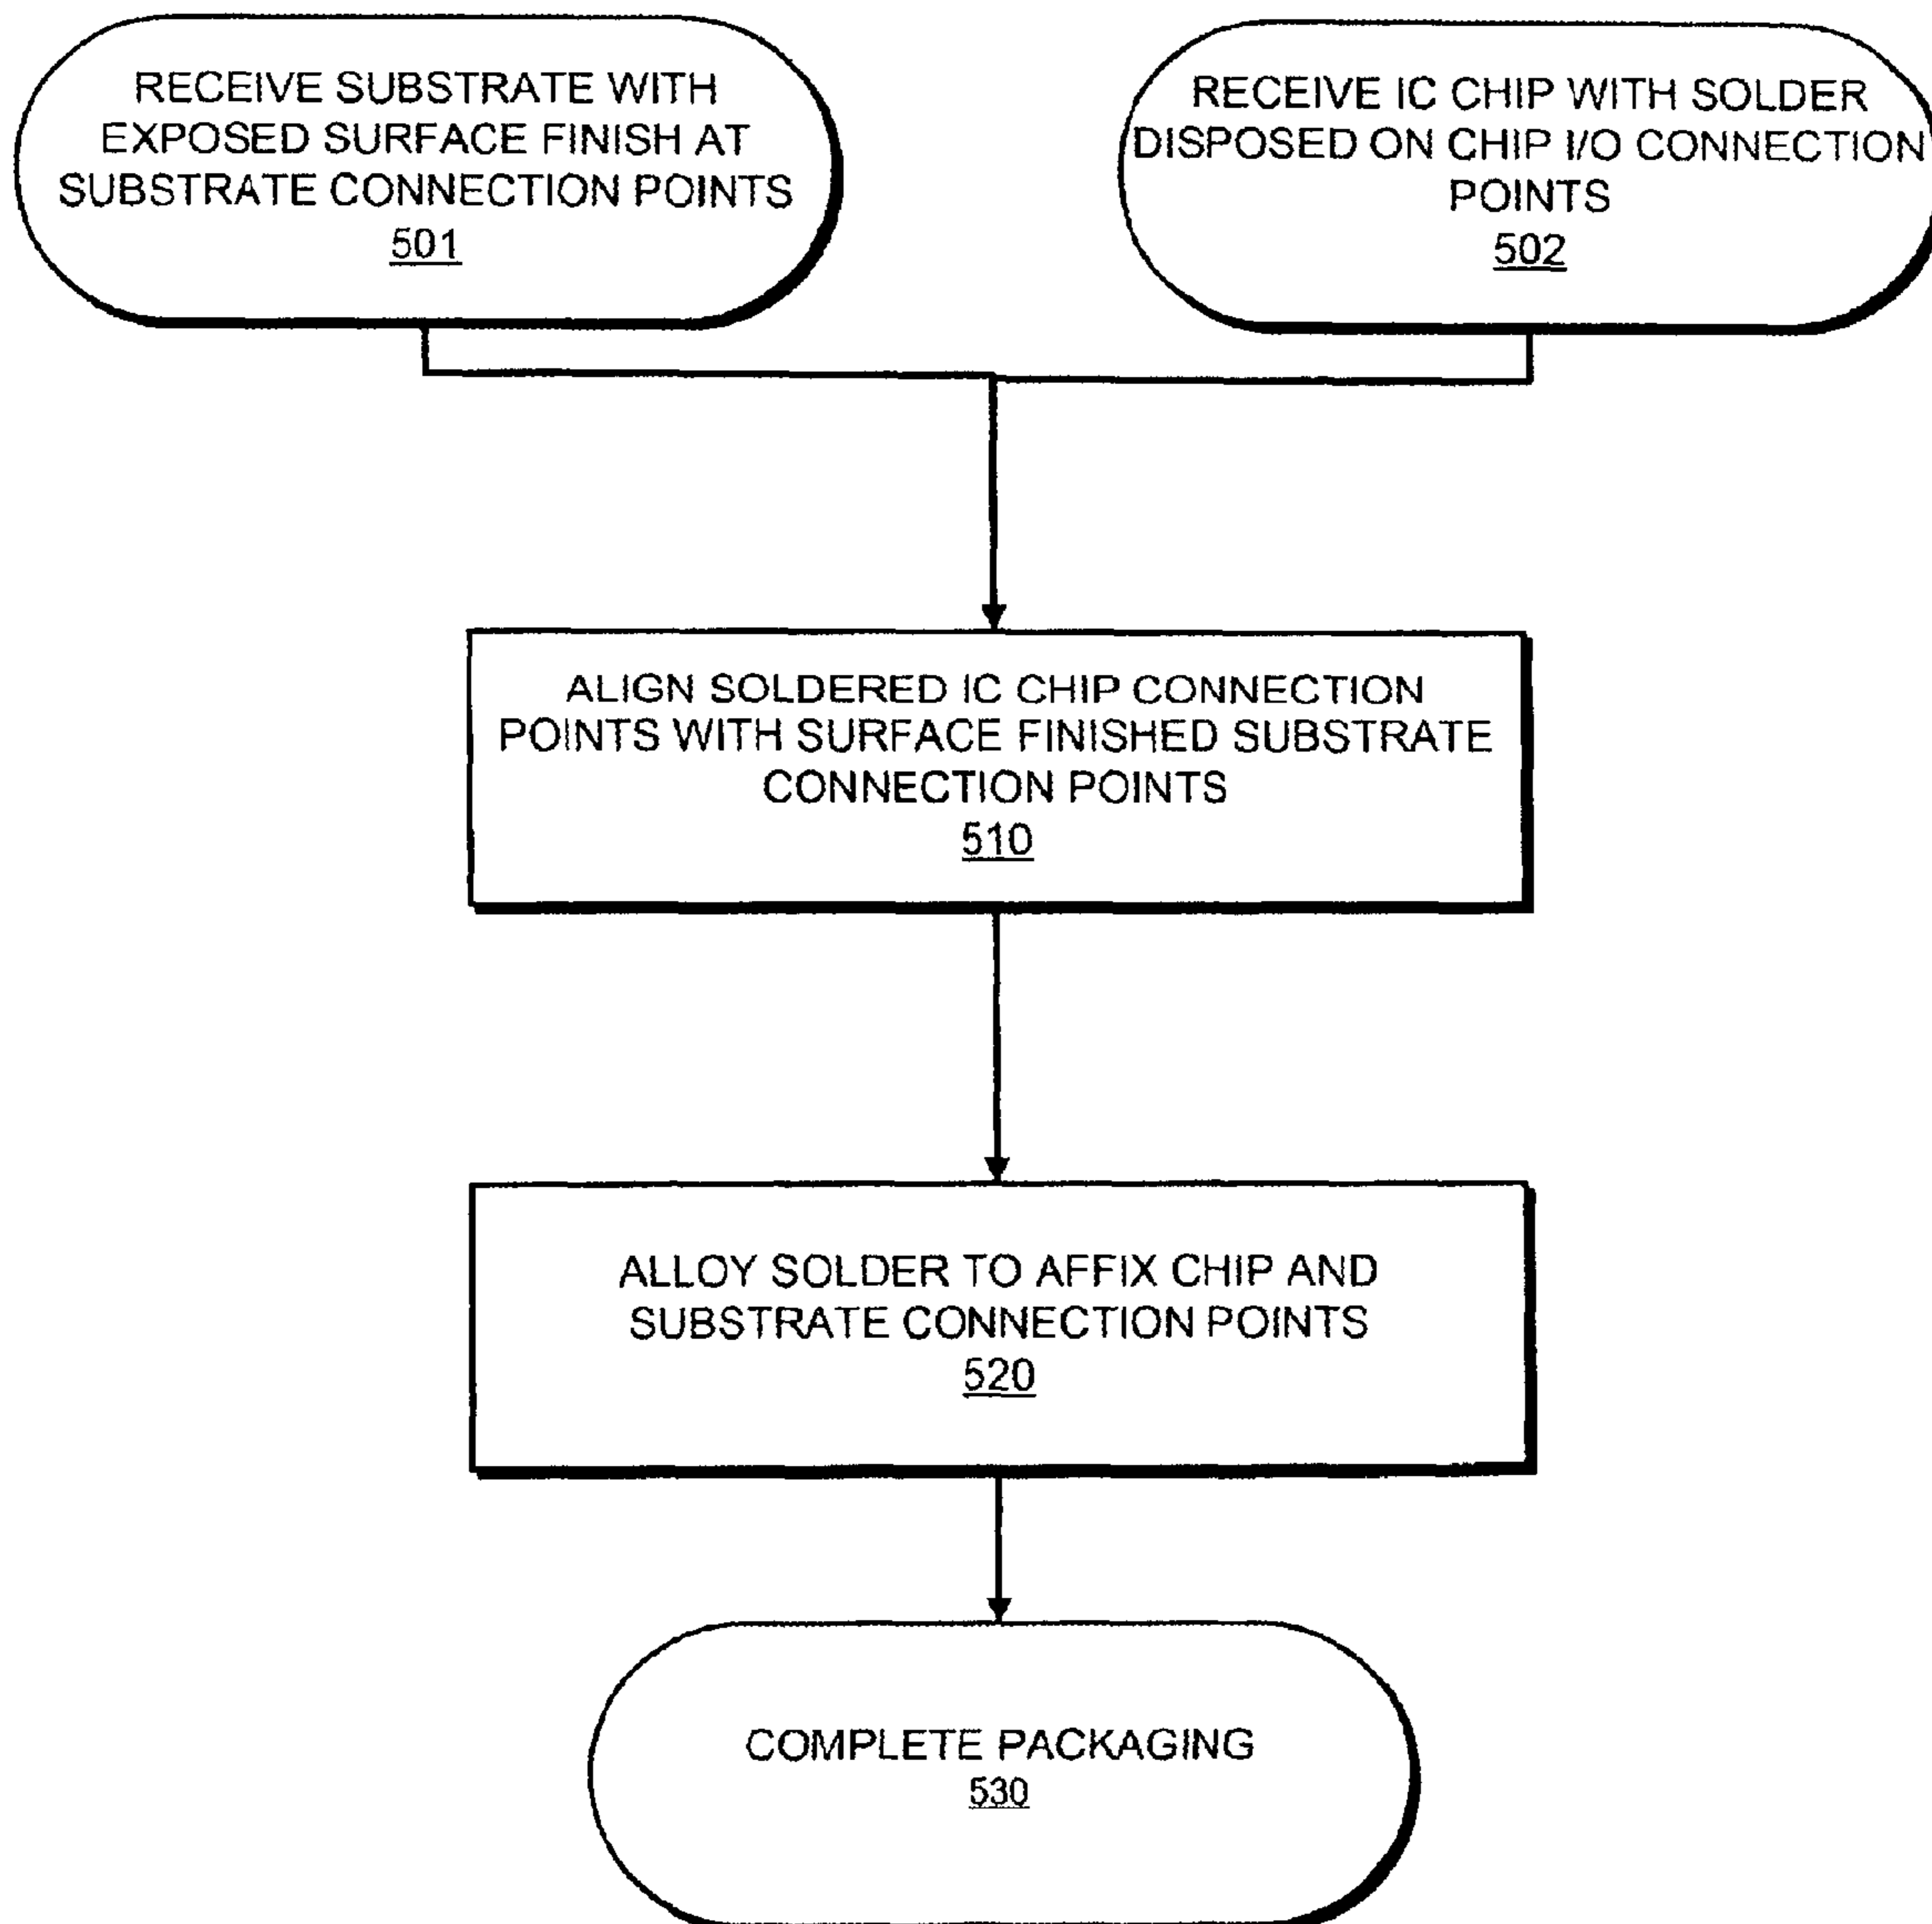 RECEIVE SUBSTRATE WITH
EXPOSED SURFACE FINISH AT
SUBSTRATE CONNECTION POINTS
501
RECEIVE IC CHIP WITH SOLDER
DISPOSED ON CHIP I/O CONNECTION
POINTS
502
ALIGN SOLDERED IC CHIP CONNECTION
POINTS WITH SURFACE FINISHED SUBSTRATE
CONNECTION POINTS
510
ALLOY SOLDER TO AFFIX CHIP AND
SUBSTRATE CONNECTION POINTS
520
COMPLETE PACKAGING
530